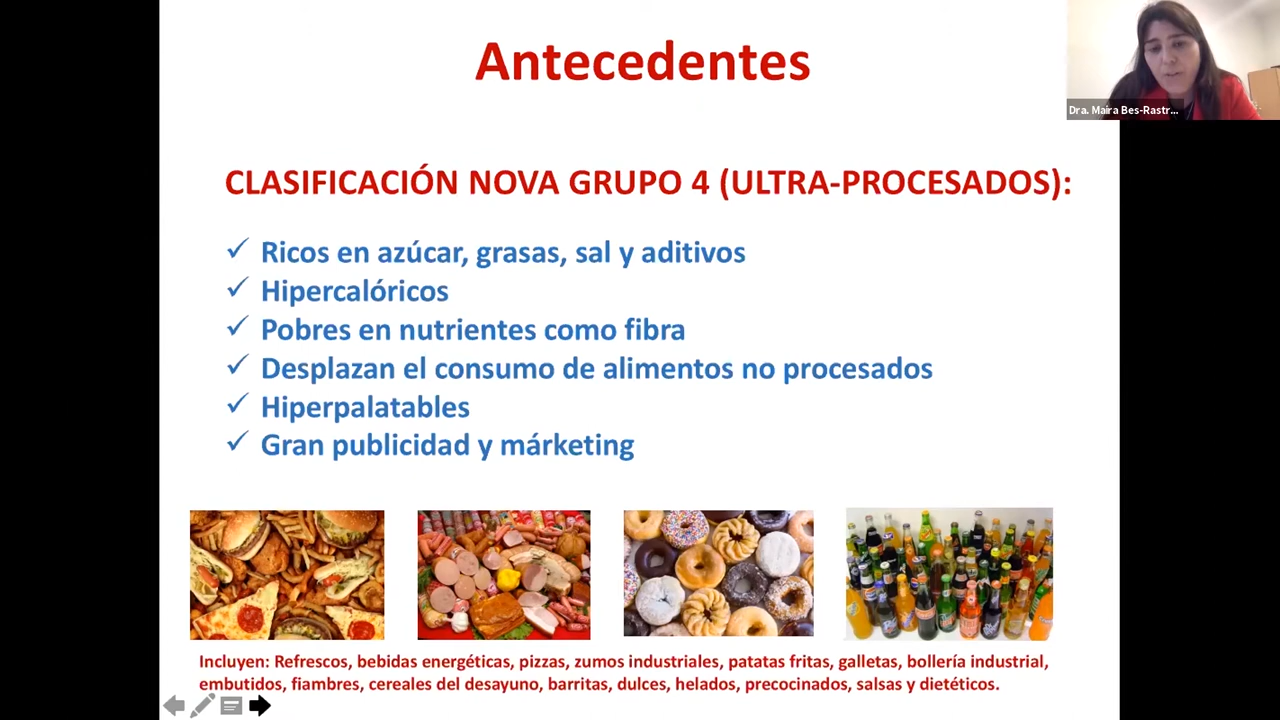 Antecedentes
Dra. Maira Bes-Rastr...
CLASIFICACIÓN NOVA GRUPO 4 (ULTRA-PROCESADOS):
Ricos en azúcar, grasas, sal y aditivos
Hipercalóricos
Pobres en nutrientes como fibra
Desplazan el consumo de alimentos no procesados
Hiperpalatables
Gran publicidad y márketing
Incluyen: Refrescos, bebidas energéticas, pizzas, zumos industriales, patatas fritas, galletas, bollería industrial,
embutidos, fiambres, cereales del desayuno, barritas, dulces, helados, precocinados, salsas y dietéticos.